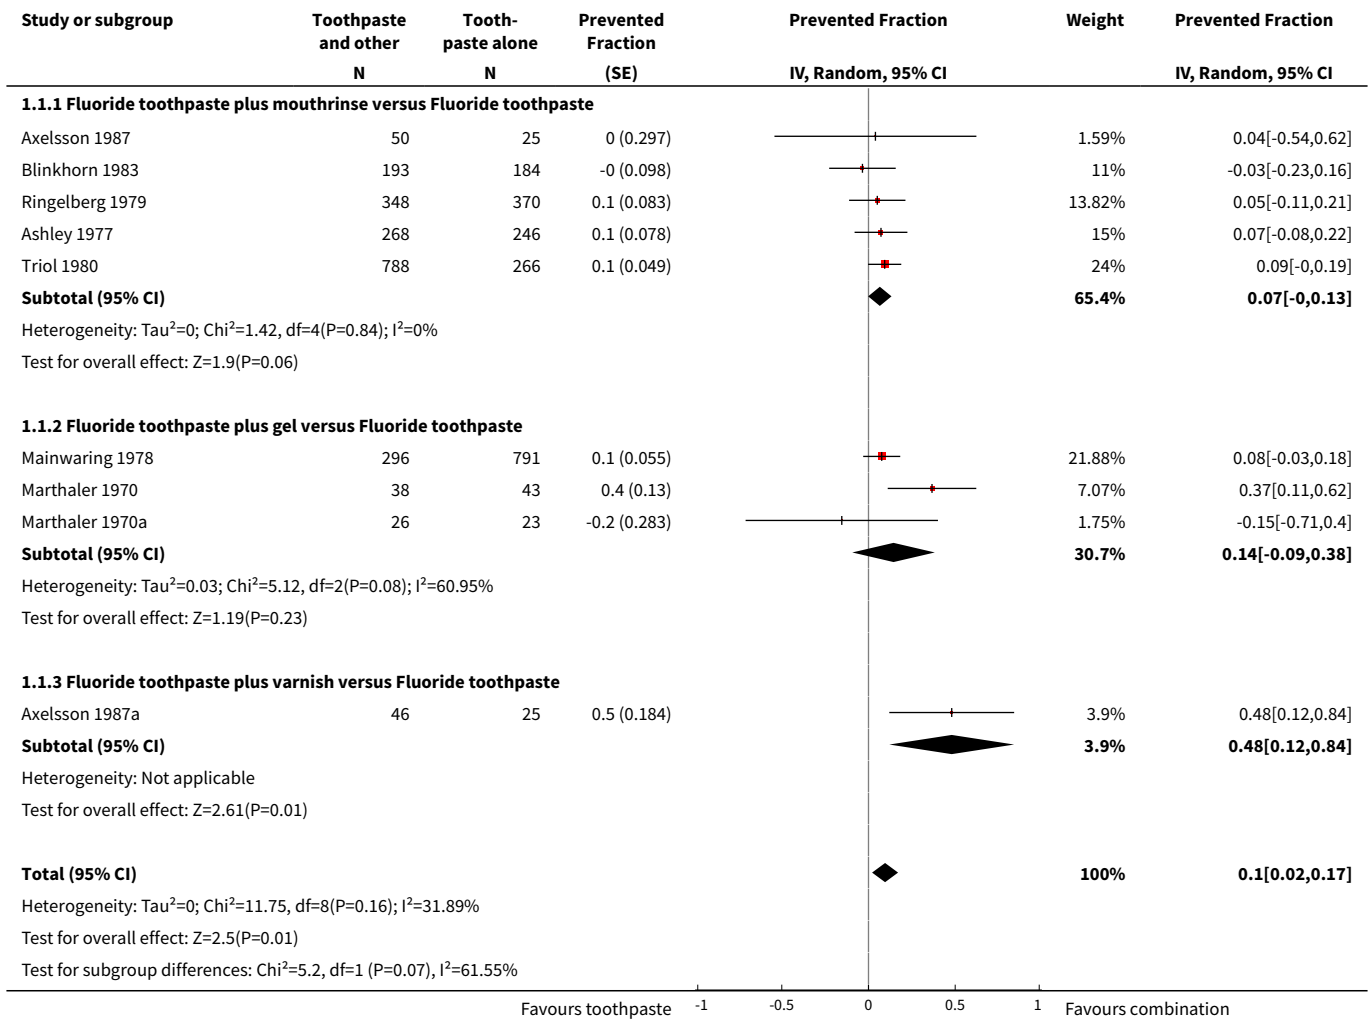 Study or subgroup Toothpaste and other Tooth-paste alone Prevented Fraction Prevented Fraction Weight Prevented Fraction
N N (SE) IV, Random, 95% CI IV, Random, 95% CI
1.1.1 Fluoride toothpaste plus mouthrinse versus Fluoride toothpaste
Axelsson 1987 50 25 0 (0.297) 1.59% 0.04[-0.54,0.62]
Blinkhorn 1983 193 184 -0 (0.098) 11% -0.03[-0.23,0.16]
Ringelberg 1979 348 370 0.1 (0.083) 13.82% 0.05[-0.11,0.21]
Ashley 1977 268 246 0.1 (0.078) 15% 0.07[-0.08,0.22]
Triol 1980 788 266 0.1 (0.049) 24% 0.09[-0,0.19]
Subtotal (95% CI) 65.4% 0.07[-0,0.13]
Heterogeneity: Tau²=0; Chi²=1.42, df=4(P=0.84); I²=0%
Test for overall effect: Z=1.9(P=0.06)
1.1.2 Fluoride toothpaste plus gel versus Fluoride toothpaste
Mainwaring 1978 296 791 0.1 (0.055) 21.88% 0.08[-0.03,0.18]
Marthaler 1970 38 43 0.4 (0.13) 7.07% 0.37[0.11,0.62]
Marthaler 1970a 26 23 -0.2 (0.283) 1.75% -0.15[-0.71,0.4]
Subtotal (95% CI) 30.7% 0.14[-0.09,0.38]
Heterogeneity: Tau²=0.03; Chi²=5.12, df=2(P=0.08); I²=60.95%
Test for overall effect: Z=1.19(P=0.23)
1.1.3 Fluoride toothpaste plus varnish versus Fluoride toothpaste
Axelsson 1987a 46 25 0.5 (0.184) 3.9% 0.48[0.12,0.84]
Subtotal (95% CI) 3.9% 0.48[0.12,0.84]
Heterogeneity: Not applicable
Test for overall effect: Z=2.61(P=0.01)
Total (95% CI) 100% 0.1[0.02,0.17]
Heterogeneity: Tau²=0; Chi²=11.75, df=8(P=0.16); I²=31.89%
Test for overall effect: Z=2.5(P=0.01)
Test for subgroup differences: Chi²=5.2, df=1 (P=0.07), I²=61.55%
Favours toothpaste -1 -0.5 0 0.5 1 Favours combination